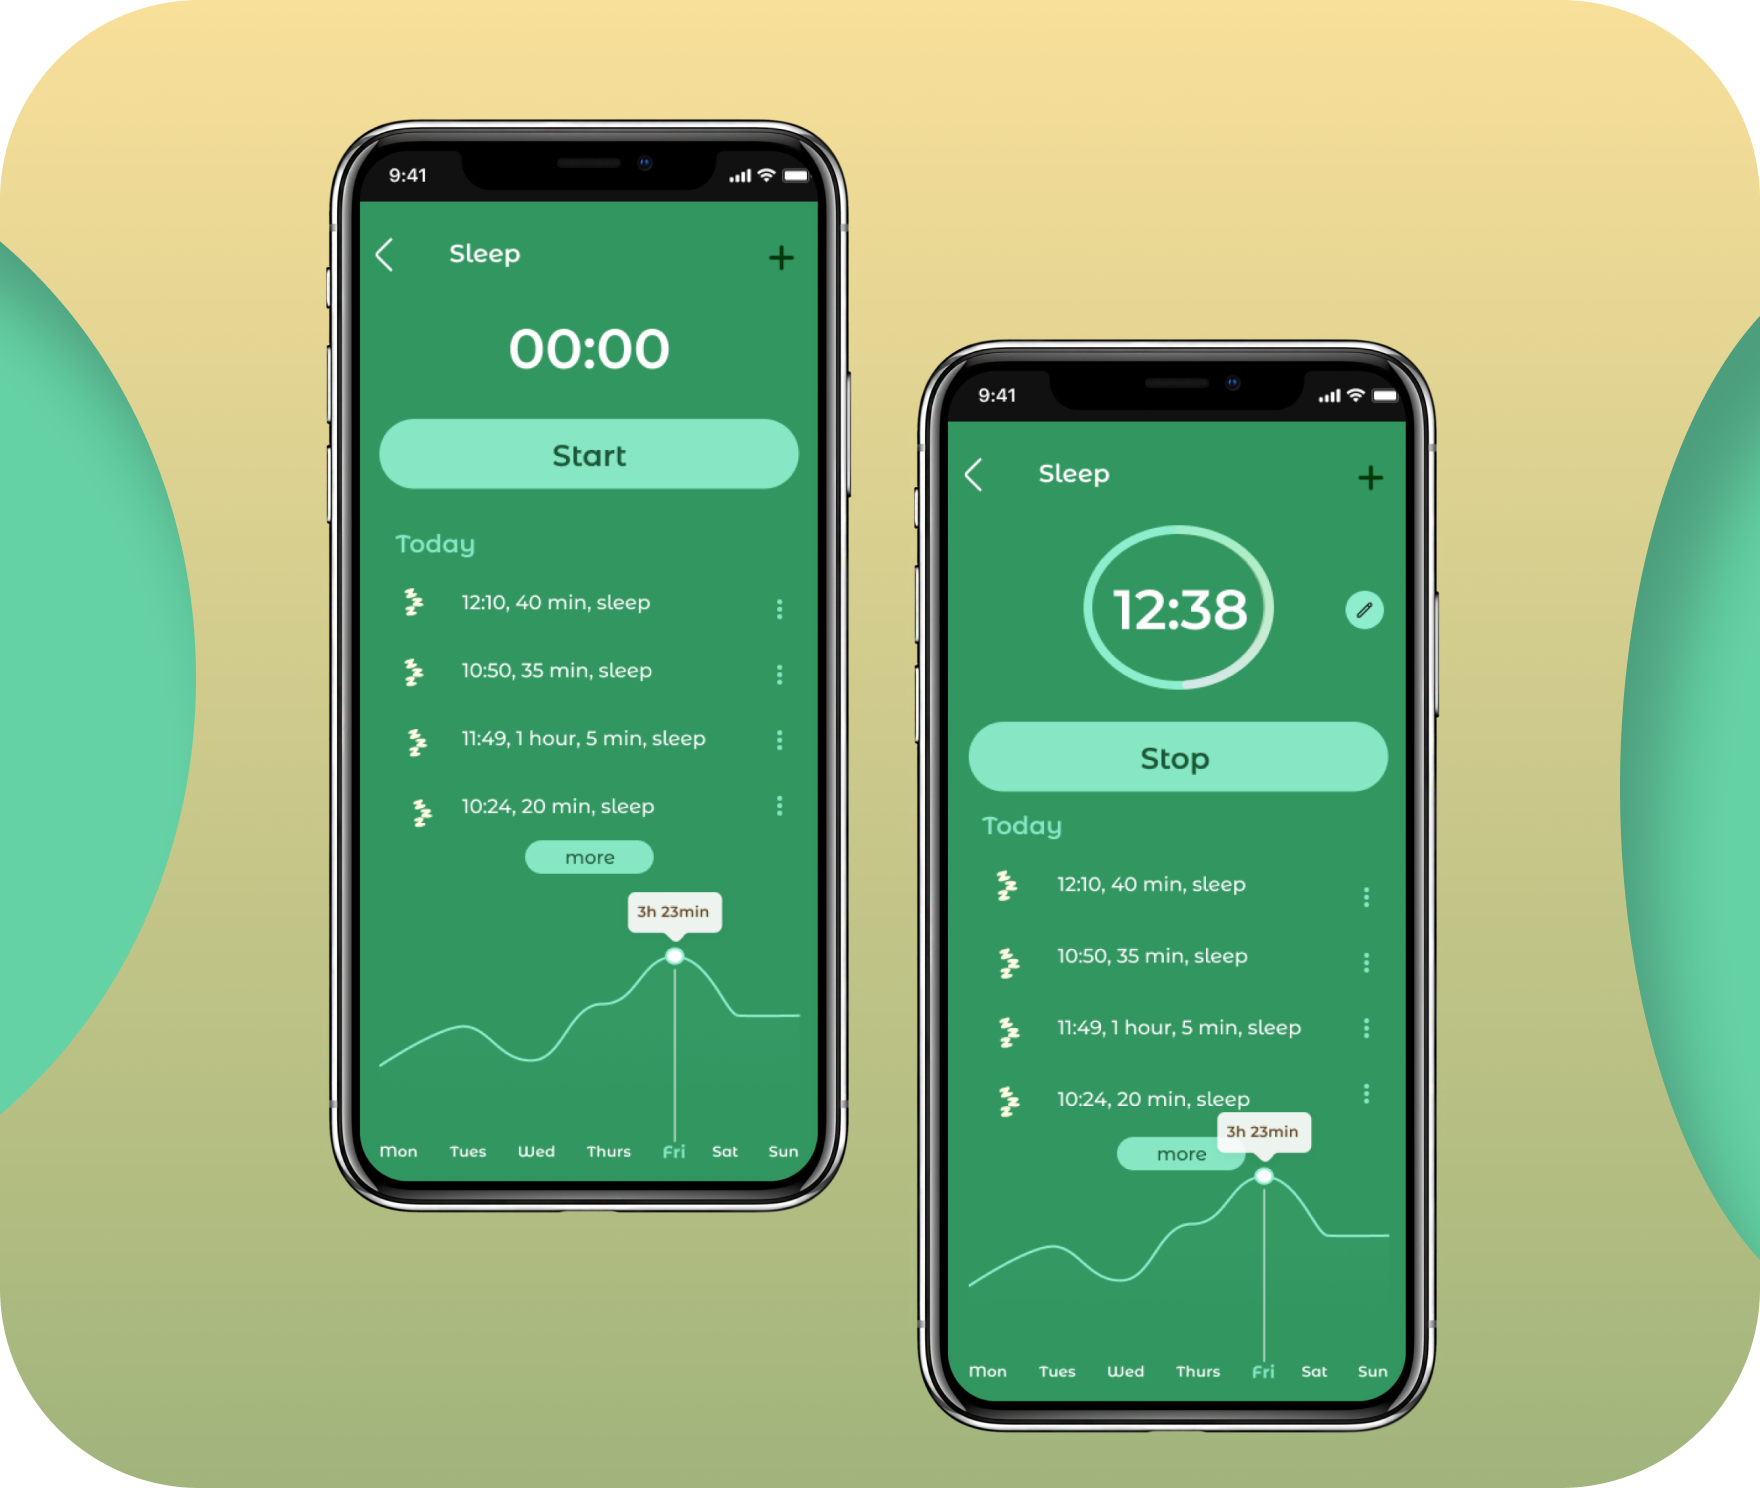 9:41
Sleep
00:00
Start
Today
12:10, 40 min, sleep
10:50, 35 min, sleep
11:49, 1 hour, 5 min, sleep
10:24, 20 min, sleep
more
3h 23min
Mon Tues Wed Thurs Fri Sat Sun
9:41
Sleep
12:38
Stop
Today
12:10, 40 min, sleep
10:50, 35 min, sleep
11:49, 1 hour, 5 min, sleep
10:24, 20 min, sleep
3h 23min
more
Mon Tues Wed Thurs Fri Sat Sun